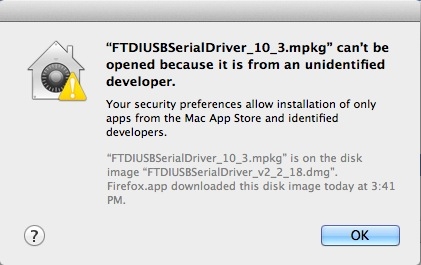 “FTDIUSBSerialDriver_10_3.mpkg” can't be
opened because it is from an unidentified
developer.
Your security preferences allow installation of only
apps from the Mac App Store and identified
developers.
“FTDIUSBSerialDriver_10_3.mpkg” is on the disk
image “FTDIUSBSerialDriver_v2_2_18.dmg”.
Firefox.app downloaded this disk image today at 3:41
PM.
?
OK